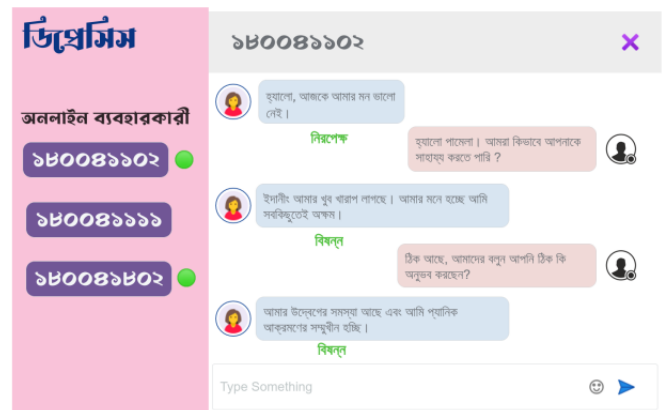 ডিপ্রেসিস
অনলাইন ব্যবহারকারী
১৮০০৪১১০২
১৮০০৪১১১১
১৮০০৪১৮০২
১৮০০৪১১০২
হ্যালো, আজকে আমার মন ভালো
নেই।
নিরপেক্ষ
হ্যালো পামেলা। আমরা কিভাবে আপনাকে
সাহায্য করতে পারি ?
ইদানীং আমার খুব খারাপ লাগছে। আমার মনে হচ্ছে আমি
সবকিছুতেই অক্ষম।
বিষন্ন
ঠিক আছে, আমাদের বলুন আপনি ঠিক কি
অনুভব করছেন?
আমার উদ্বেগের সমস্যা আছে এবং আমি প্যানিক
আক্রমণের সম্মুখীন হচ্ছি।
বিষন্ন
Type Something